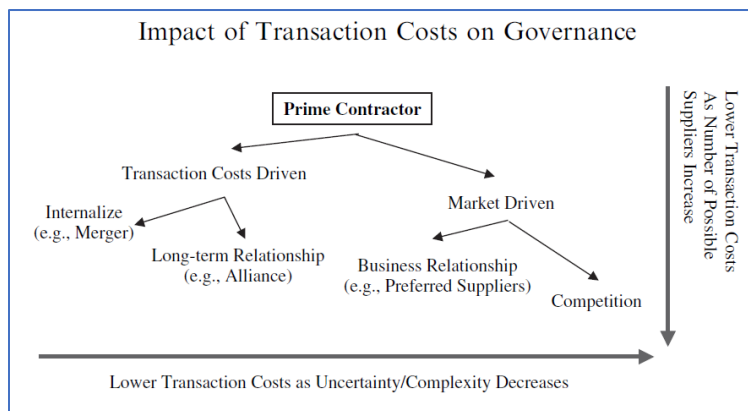 Impact of Transaction Costs on Governance
Prime Contractor
Transaction Costs Driven
Market Driven
Internalize
(e.g., Merger)
Long-term Relationship
(e.g., Alliance)
Business Relationship
(e.g., Preferred Suppliers)
Competition
Lower Transaction Costs
As Number of Possible
Suppliers Increase
Lower Transaction Costs as Uncertainty/Complexity Decreases